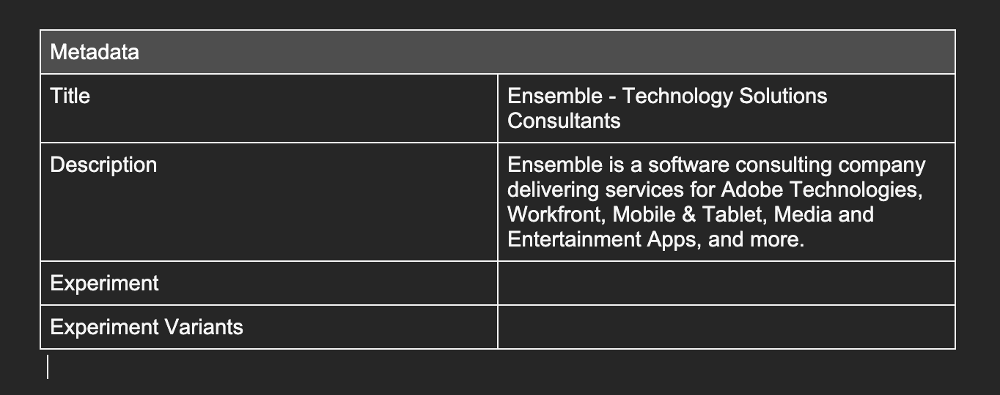 Metadata
Title
Ensemble - Technology Solutions
Consultants
Description
Ensemble is a software consulting company
delivering services for Adobe Technologies,
Workfront, Mobile & Tablet, Media and
Entertainment Apps, and more.
Experiment
Experiment Variants